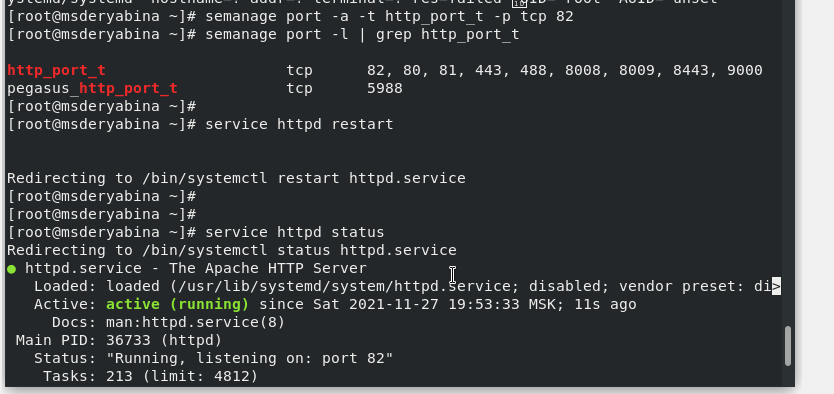 [root@msderyabina ~]# semanage port -a -t http_port_t -p tcp 82
[root@msderyabina ~]# semanage port -l | grep http_port_t
http_port_t                    tcp      82, 80, 81, 443, 488, 8008, 8009, 8443, 9000
pegasus_http_port_t            tcp      5988
[root@msderyabina ~]#
[root@msderyabina ~]# service httpd restart
Redirecting to /bin/systemctl restart httpd.service
[root@msderyabina ~]#
[root@msderyabina ~]#
[root@msderyabina ~]# service httpd status
Redirecting to /bin/systemctl status httpd.service
● httpd.service - The Apache HTTP Server
   Loaded: loaded (/usr/lib/systemd/system/httpd.service; disabled; vendor preset: di>
   Active: active (running) since Sat 2021-11-27 19:53:33 MSK; 11s ago
     Docs: man:httpd.service(8)
 Main PID: 36733 (httpd)
   Status: "Running, listening on: port 82"
    Tasks: 213 (limit: 4812)